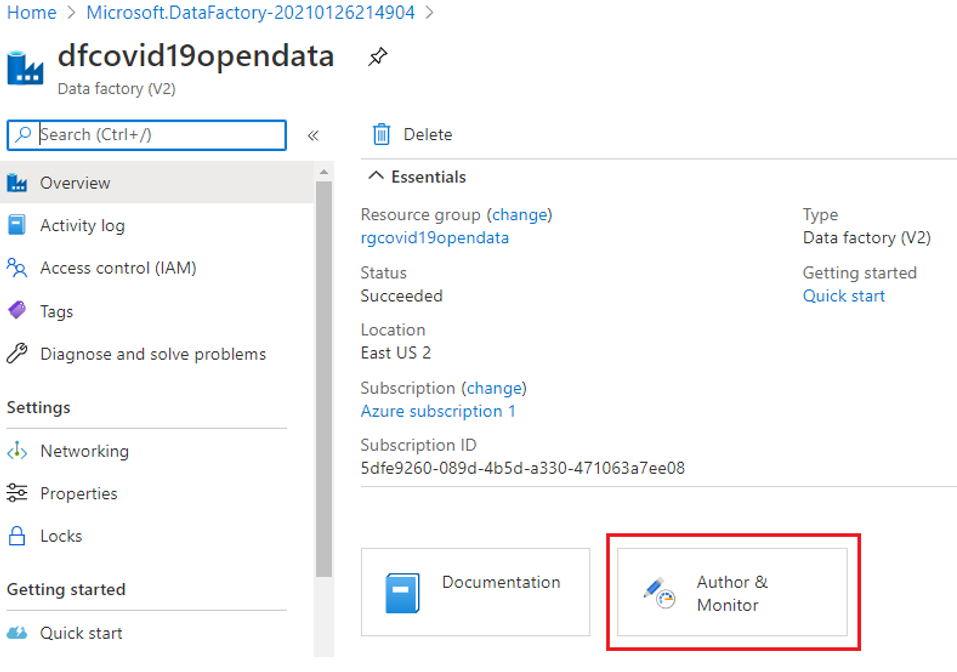 Home > Microsoft.DataFactory-20210126214904 >
dfcovid19opendata
Data factory (V2)
Search (Ctrl+/)
«
Delete
Overview
Activity log
Access control (IAM)
Tags
Diagnose and solve problems
Settings
Networking
Properties
Locks
Getting started
Quick start
Essentials
Resource group (change)
rgcovid19opendata
Status
Succeeded
Location
East US 2
Subscription (change)
Azure subscription 1
Subscription ID
5dfe9260-089d-4b5d-a330-471063a7ee08
Type
Data factory (V2)
Getting started
Quick start
Documentation
Author &
Monitor